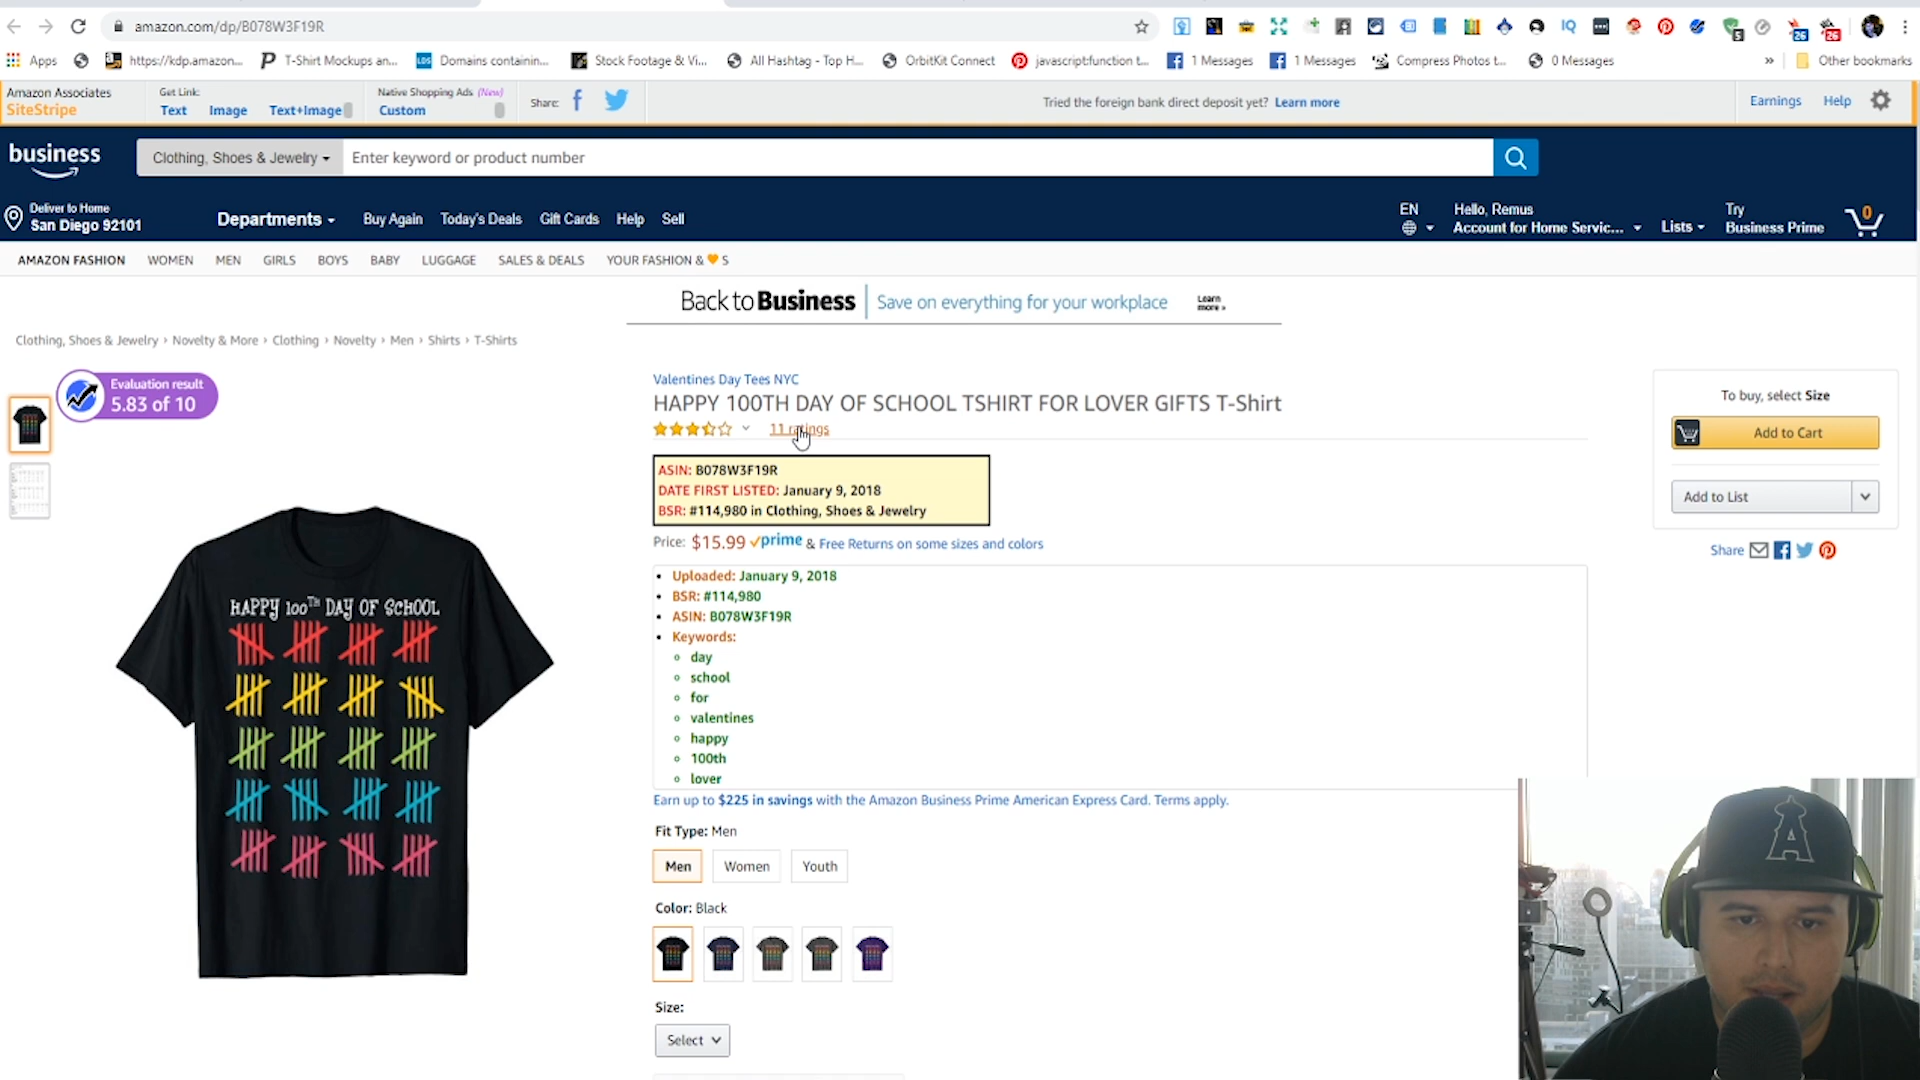 amazon.com/dp/B078W3F19R
Apps
https://kdp.amazon...
T-Shirt Mockups an...
Domains containin...
Stock Footage & Vi...
All Hashtag - Top H...
OrbitKit Connect
javascript:function t...
1 Messages
1 Messages
Compress Photos t...
0 Messages
»
Other bookmarks
Amazon Associates
SiteStripe
Get Link:
Text
Image
Text+Image
Native Shopping Ads (New)
Custom
Share:
Tried the foreign bank direct deposit yet? Learn more
Earnings
Help
business
Clothing, Shoes & Jewelry
Enter keyword or product number
Deliver to Home
San Diego 92101
Departments
Buy Again
Today's Deals
Gift Cards
Help
Sell
EN
Hello, Remus
Account for Home Servic...
Lists
Try
Business Prime
0
AMAZON FASHION
WOMEN
MEN
GIRLS
BOYS
BABY
LUGGAGE
SALES & DEALS
YOUR FASHION & 🧡 S
Back to Business
Save on everything for your workplace
Learn
more »
Clothing, Shoes & Jewelry › Novelty & More › Clothing › Novelty › Men › Shirts › T-Shirts
Evaluation result
5.83 of 10
Valentines Day Tees NYC
HAPPY 100TH DAY OF SCHOOL TSHIRT FOR LOVER GIFTS T-Shirt
11 ratings
ASIN: B078W3F19R
DATE FIRST LISTED: January 9, 2018
BSR: #114,980 in Clothing, Shoes & Jewelry
Price: $15.99 prime & Free Returns on some sizes and colors
Uploaded: January 9, 2018
BSR: #114,980
ASIN: B078W3F19R
Keywords:
day
school
for
valentines
happy
100th
lover
Earn up to $225 in savings with the Amazon Business Prime American Express Card. Terms apply.
Fit Type: Men
Men
Women
Youth
Color: Black
Size:
Select
To buy, select Size
Add to Cart
Add to List
Share
HAPPY 100TH DAY OF SCHOOL
A
IQ
5
26
26